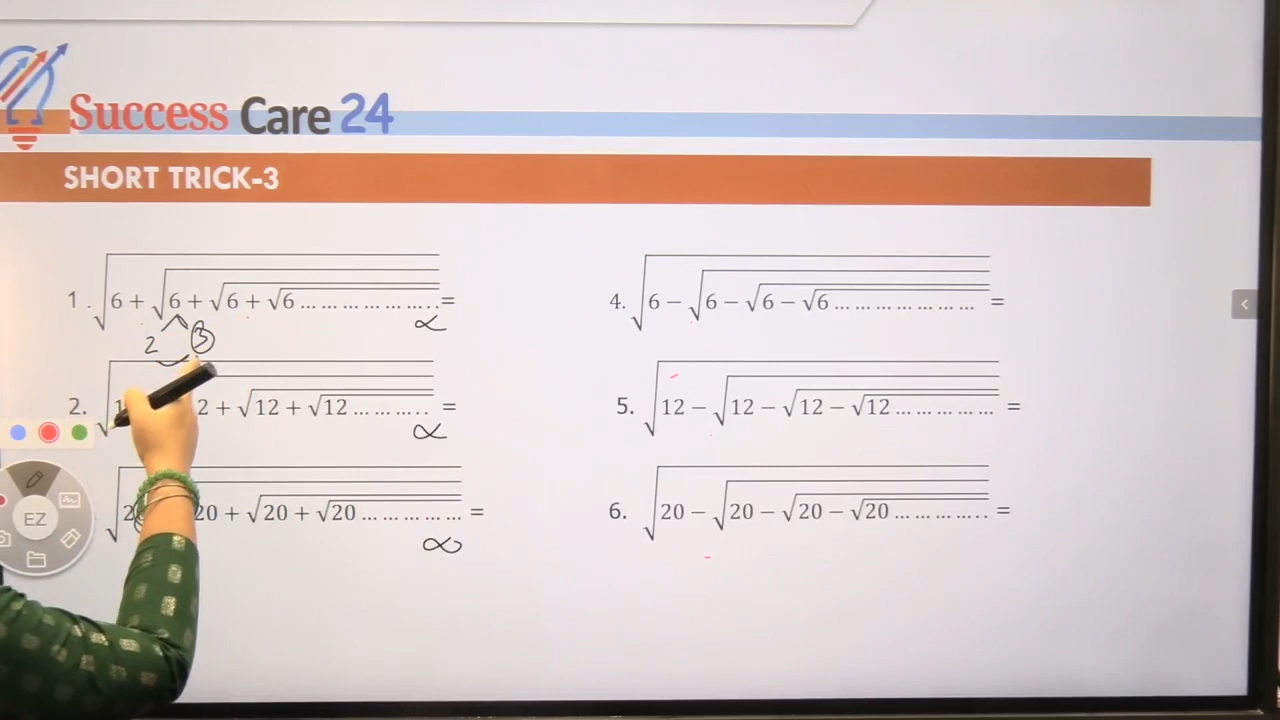 Success Care 24
SHORT TRICK-3
1 . √6 + √6 + √6 + √6 ... ... ... ... ... .. =
∝
2 3
2. √1 2 + √12 + √12 ... ... ... . =
∝
√2 20 + √20 + √20 ... ... ... ... ... =
∞
4. √6 − √6 − √6 − √6 ... ... ... ... ... ... ... =
5. √12 − √12 − √12 − √12 ... ... ... ... ... =
6. √20 − √20 − √20 − √20 ... ... ... ... . =
EZ